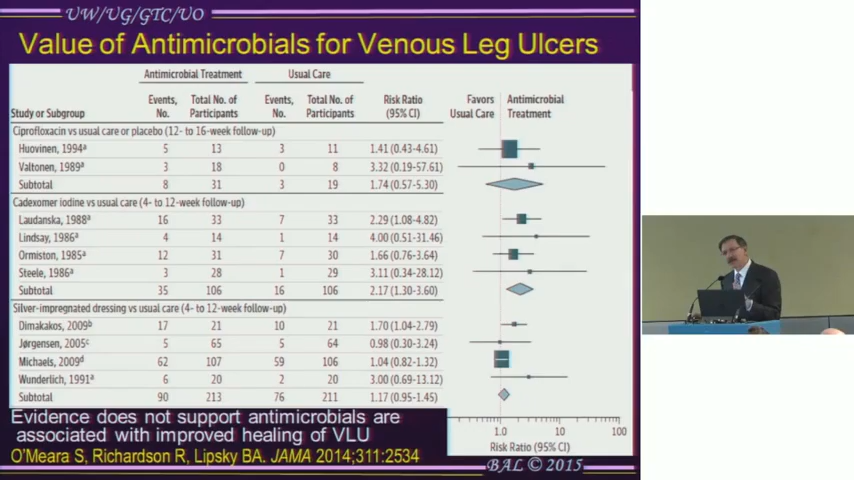 UW/UG/GTC/UO
Value of Antimicrobials for Venous Leg Ulcers
Antimicrobial Treatment Usual Care
Study or Subgroup Events, No. Total No. of Participants Events, No. Total No. of Participants Risk Ratio (95% CI) Favors Usual Care Antimicrobial Treatment
Ciprofloxacin vs usual care or placebo (12- to 16-week follow-up)
Huovinen, 1994a 5 13 3 11 1.41 (0.43-4.61)
Valtonen, 1989a 3 18 0 8 3.32 (0.19-57.61)
Subtotal 8 31 3 19 1.74 (0.57-5.30)
Cadexomer iodine vs usual care (4- to 12-week follow-up)
Laudanska, 1988a 16 33 7 33 2.29 (1.08-4.82)
Lindsay, 1986a 4 14 1 14 4.00 (0.51-31.46)
Ormiston, 1985a 12 31 7 30 1.66 (0.76-3.64)
Steele, 1986a 3 28 1 29 3.11 (0.34-28.12)
Subtotal 35 106 16 106 2.17 (1.30-3.60)
Silver-impregnated dressing vs usual care (4- to 12-week follow-up)
Dimakakos, 2009b 17 21 10 21 1.70 (1.04-2.79)
Jørgensen, 2005c 5 65 5 64 0.98 (0.30-3.24)
Michaels, 2009d 62 107 59 106 1.04 (0.82-1.32)
Wunderlich, 1991a 6 20 2 20 3.00 (0.69-13.12)
Subtotal 90 213 76 211 1.17 (0.95-1.45)
1.0 10 100
Risk Ratio (95% CI)
Evidence does not support antimicrobials are
associated with improved healing of VLU
O'Meara S, Richardson R, Lipsky BA. JAMA 2014;311:2534
BAL © 2015